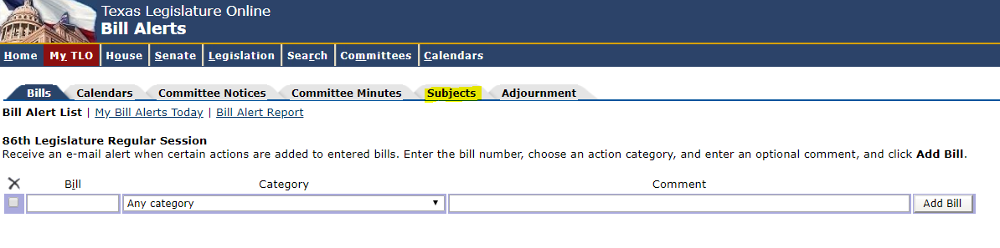 Texas Legislature Online
Bill Alerts
Home My TLO House Senate Legislation Search Committees Calendars
Bills Calendars Committee Notices Committee Minutes Subjects Adjournment
Bill Alert List | My Bill Alerts Today | Bill Alert Report
86th Legislature Regular Session
Receive an e-mail alert when certain actions are added to entered bills. Enter the bill number, choose an action category, and enter an optional comment, and click Add Bill.
Bill Category Comment
Any category Add Bill